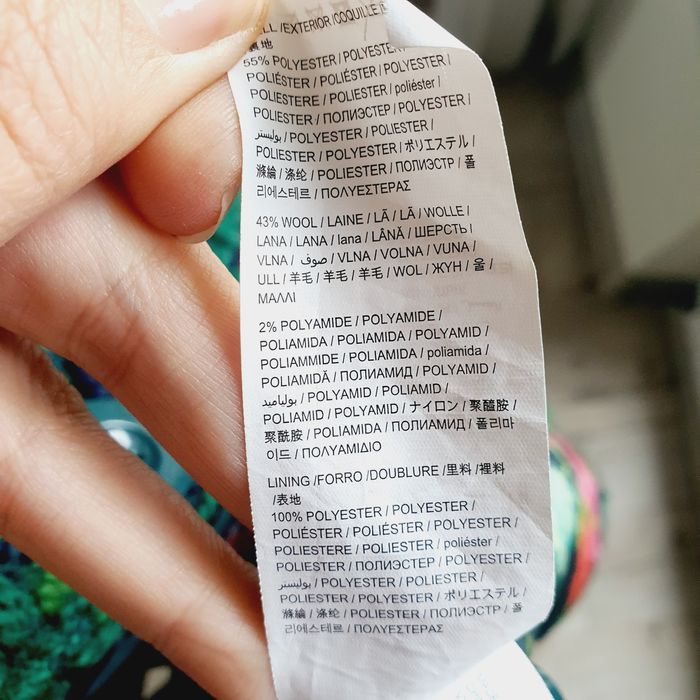 /EXTERIOR/COQUILLE
表地
55% POLYESTER / POLYESTER /
POLIÉSTER / POLIÉSTER / POLYESTER /
POLIESTERE / POLIESTER / poliéster /
POLIESTER / ПОЛИЭСТЕР / POLYESTER /
بوليستر / POLYESTER / POLIESTER /
POLIESTER / POLYESTER / ポリエステル /
滌綸 / 涤纶 / POLIESTER / ПОЛИЭСТР / 폴
리에스테르 / ΠΟΛΥΕΣΤΕΡΑΣ
43% WOOL / LAINE / LÃ / LÃ / WOLLE /
LANA / LANA / lana / LÂNĂ / ШЕРСТЬ /
VLNA / صوف / VLNA / VOLNA / VUNA /
ULL / 羊毛 / 羊毛 / 羊毛 / WOL / ЖҮН / 울 /
ΜΑΛΛΙ
2% POLYAMIDE / POLYAMIDE /
POLIAMIDA / POLIAMIDA / POLYAMID /
POLIAMMIDE / POLIAMIDA / poliamida /
POLIAMIDĂ / ПОЛИАМИД / POLYAMID /
بولياميد / POLYAMID / POLIAMID /
POLIAMID / POLYAMID / ナイロン / 聚醯胺 /
聚酰胺 / POLIAMIDA / ПОЛИАМИД / 폴리마
이드 / ΠΟΛΥΑΜΙΔΙΟ
LINING /FORRO /DOUBLURE /里料 /裡料
/表地
100% POLYESTER / POLYESTER /
POLIÉSTER / POLIÉSTER / POLYESTER /
POLIESTERE / POLIESTER / poliéster /
POLIESTER / ПОЛИЭСТЕР / POLYESTER /
بوليستر / POLYESTER / POLIESTER /
POLIESTER / POLYESTER / ポリエステル /
滌綸 / 涤纶 / POLIESTER / ПОЛИЭСТР / 폴
리에스테르 / ΠΟΛΥΕΣΤΕΡΑΣ